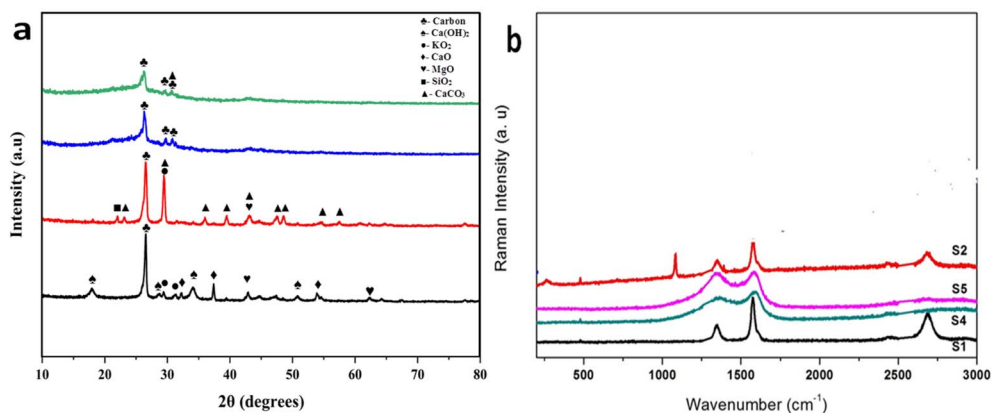 a
♣- Carbon
♠- Ca(OH)₂
●- KO₂
♦- CaO
♥- MgO
■- SiO₂
▲ - CaCO₃
Intensity (a.u)
10 20 30 40 50 60 70 80
2θ (degrees)
b
Raman Intensity (a. u)
S2
S5
S4
S1
500 1000 1500 2000 2500 3000
Wavenumber (cm⁻¹)